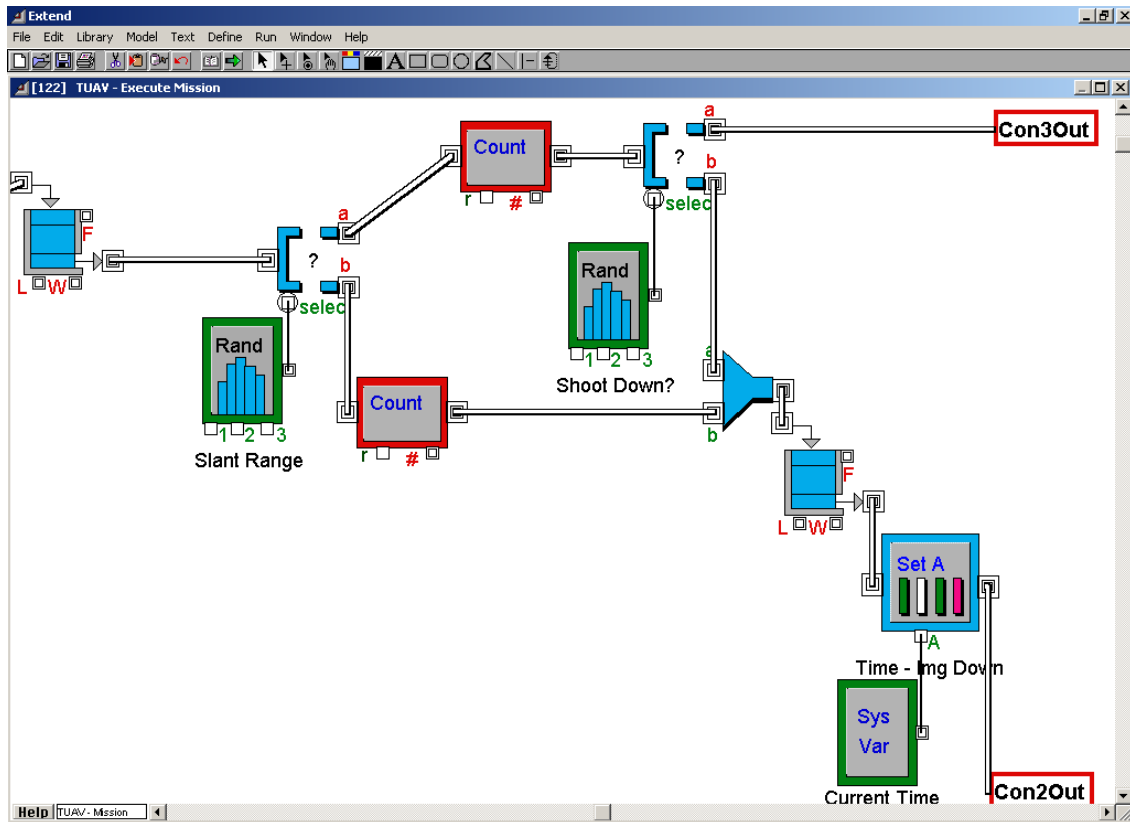 Extend
File Edit Library Model Text Define Run Window Help
[122] TUAV - Execute Mission
a
Con3Out
Count
?
b
r
#
selec
a
F
?
b
Rand
L W
selec
Rand
1 2 3
a
Shoot Down?
Count
b
1 2 3
r
#
Slant Range
F
L W
Set A
A
Time - Img Down
Sys
Var
Con2Out
Current Time
Help TUAV - Mission